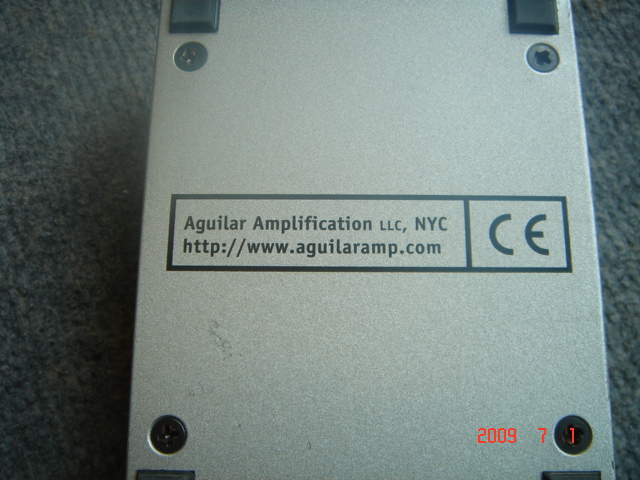 Aguilar Amplification LLC, NYC
http://www.aguilaramp.com
CE
2009 7 1